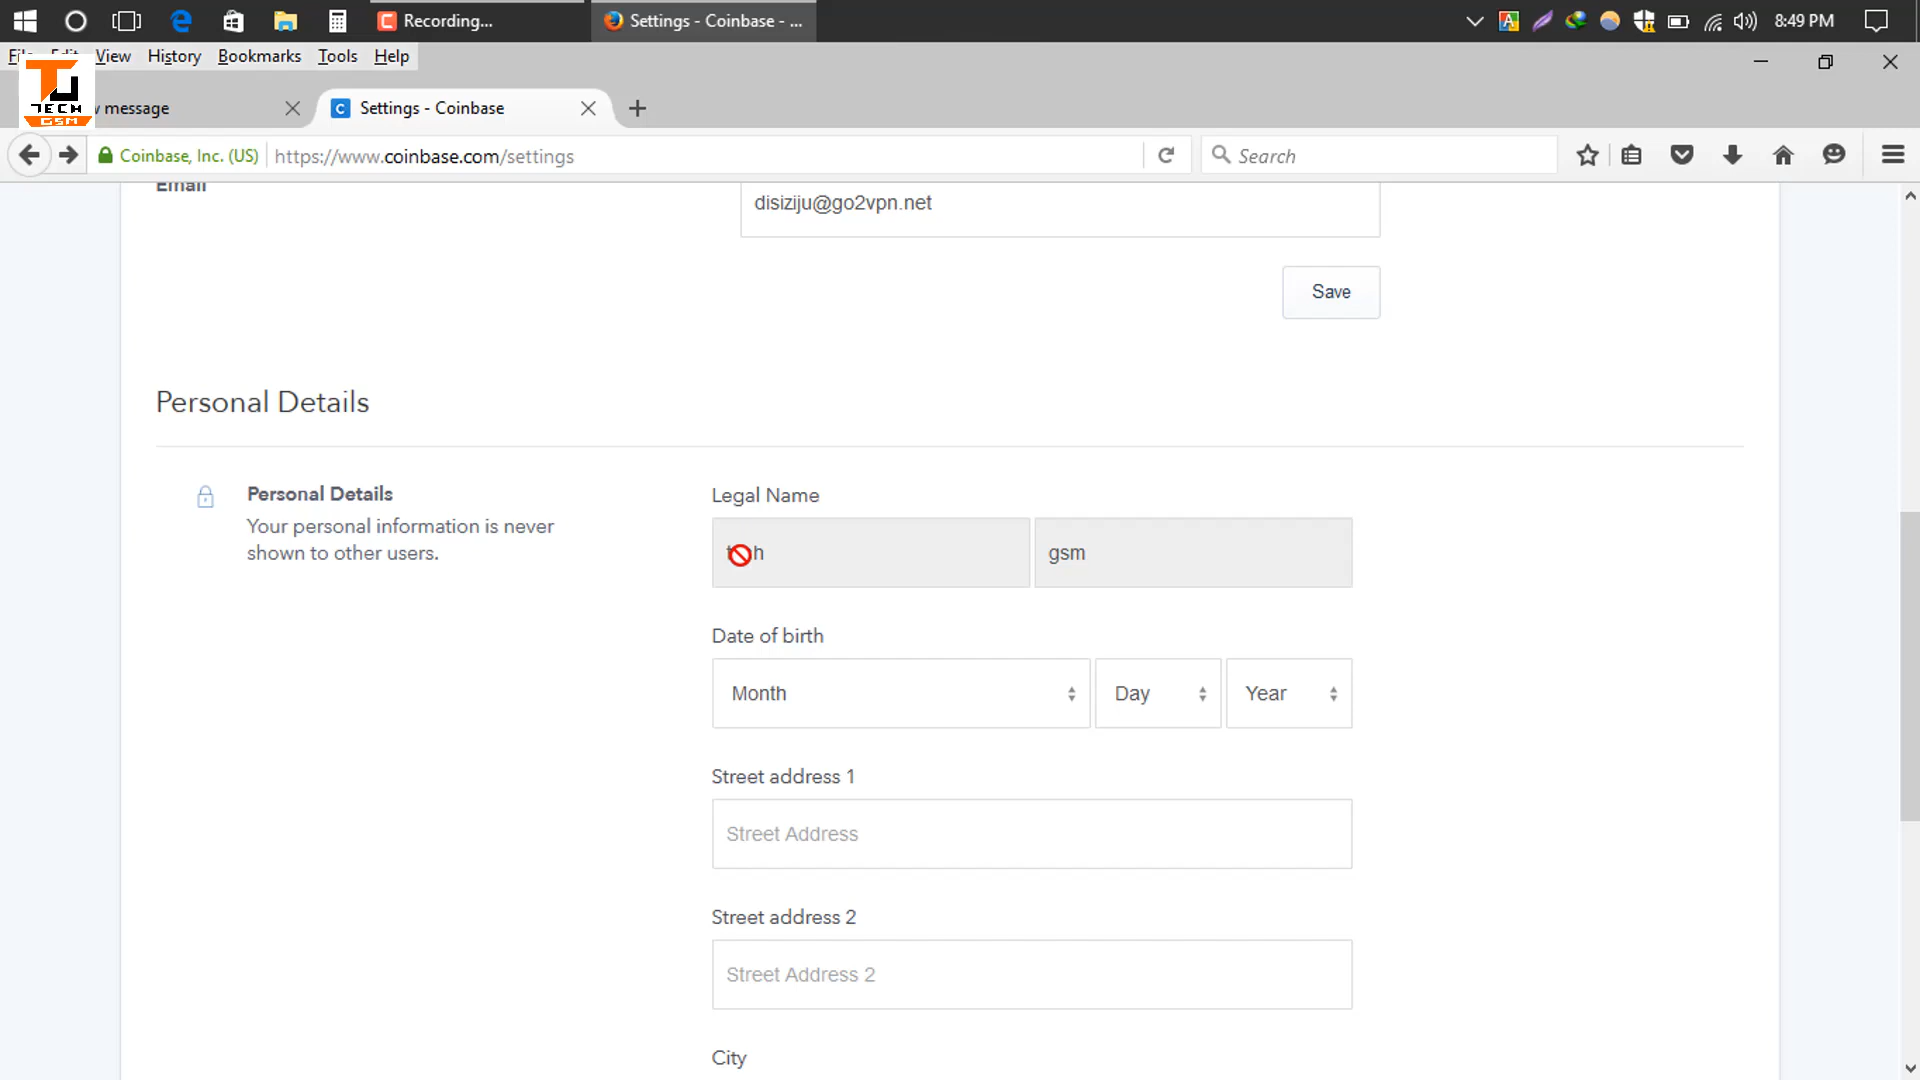 Recording...
Settings - Coinbase - ...
8:49 PM
View History Bookmarks Tools Help
TECH
GSM
message
Settings - Coinbase
Coinbase, Inc. (US)
https://www.coinbase.com/settings
Search
Email
disiziju@go2vpn.net
Save
Personal Details
Personal Details
Your personal information is never
shown to other users.
Legal Name
gsm
Date of birth
Month
Day
Year
Street address 1
Street Address
Street address 2
Street Address 2
City